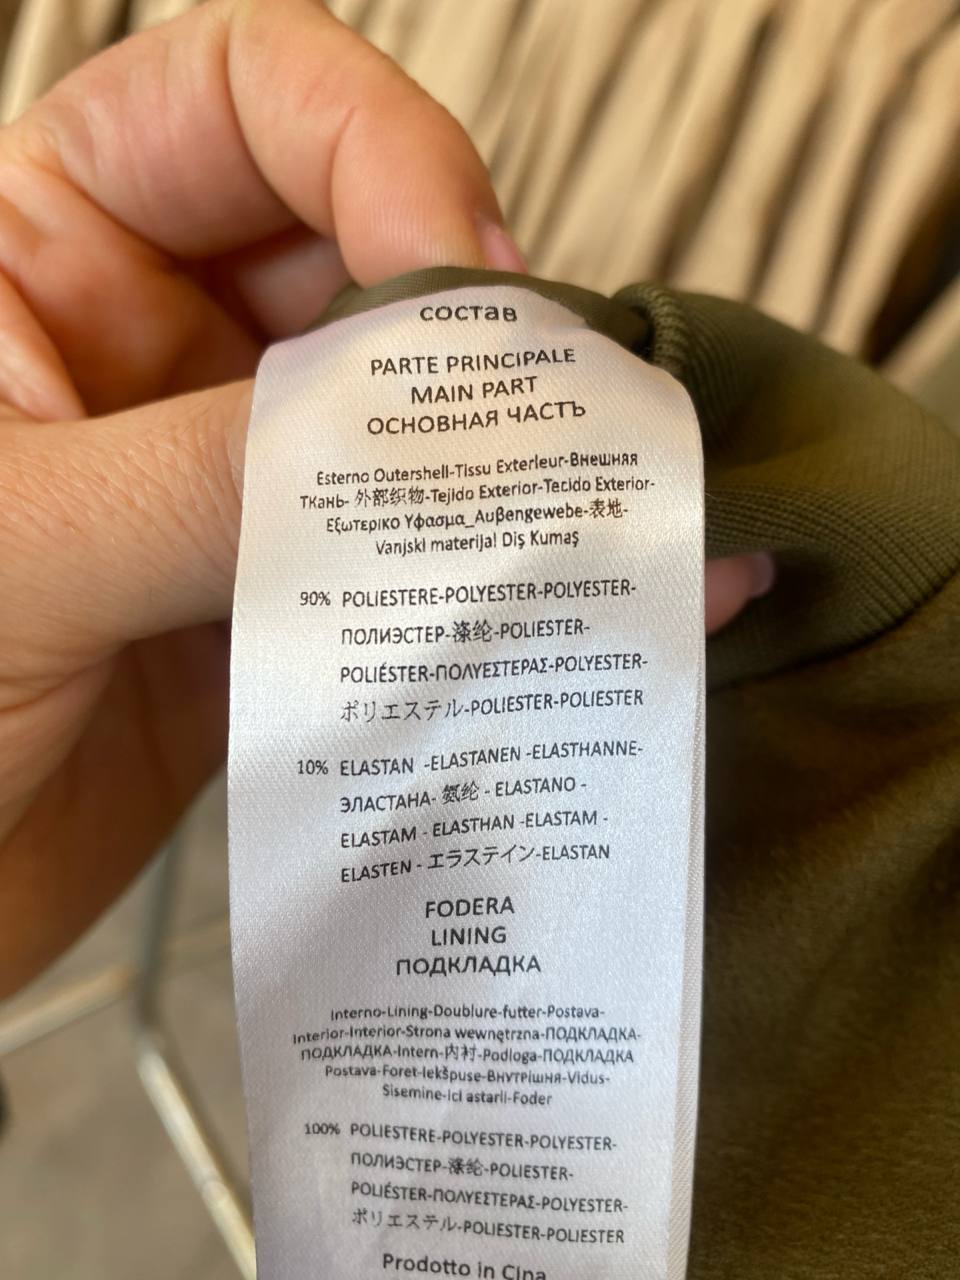 состав
PARTE PRINCIPALE
MAIN PART
ОСНОВНАЯ ЧАСТЬ
Esterno Outershell-Tissu Exterleur-Внешняя
ТКань- 外部织物-Tejldo Exterior-Tecido Exterior-
Εξωτερικο Υφασμα_Außengewebe-表地-
Vanjskl materija! Diş Kumaş
90% POLIESTERE-POLYESTER-POLYESTER-
ПОЛИЭСТЕР-涤纶-POLIESTER-
POLIÉSTER-ΠΟΛΥΕΣΤΕΡΑΣ-POLYESTER-
ポリエステル-POLIESTER-POLIESTER
10% ELASTAN -ELASTANEN -ELASTHANNE-
ЭЛАСТАНА- 氨纶 - ELASTANO -
ELASTAM - ELASTHAN -ELASTAM -
ELASTEN - エラステイン-ELASTAN
FODERA
LINING
ПОДКЛАДКА
Interno-Lining-Doublure-futter-Postava-
Interior-Interior-Strona wewnętrzna-ПОДКЛАДКА-
ПОДКЛАДКА-Intern-内衬-Podloga-ПОДКЛАДКА
Postava-Foret-Iekšpuse-Внутрішня-Vidus-
Sisemine-Ici astarli-Foder
100% POLIESTERE-POLYESTER-POLYESTER-
ПОЛИЭСТЕР-涤纶-POLIESTER-
POLIÉSTER-ΠΟΛΥΕΣΤΕΡΑΣ-POLYESTER-
ポリエステル-POLIESTER-POLIESTER
Prodotto in Cina